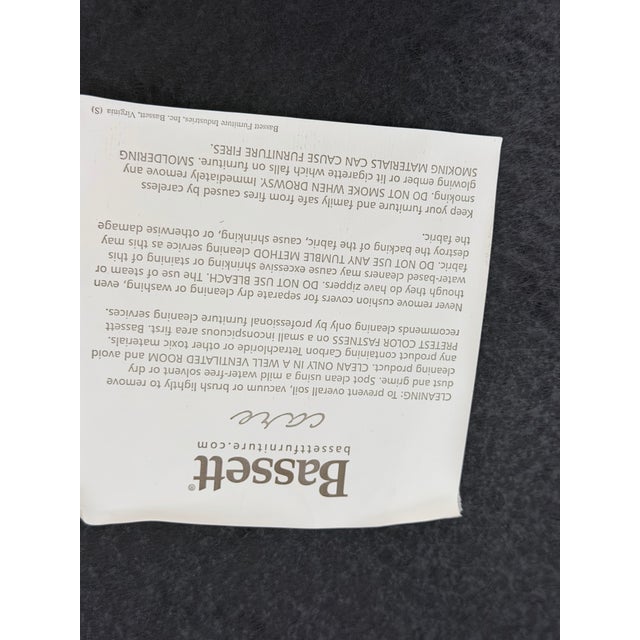 Bassett®
bassettfurniture.com
care
CLEANING: To prevent overall, soil, vacuum or brush lightly to remove
dust and grime. Spot clean using a mild water-free solvent or dry
cleaning product. CLEAN ONLY IN A WELL VENTILATED ROOM and avoid
any product containing Carbon Tetrachloride or other toxic materials.
PRETEST COLOR FASTNESS on a small inconspicuous area first. Bassett
recommends cleaning only by professional furniture cleaning services.
Never remove cushion covers for separate dry cleaning or washing, even
though they do have zippers. DO NOT USE BLEACH. The use of steam or
water-based cleaners may cause excessive shrinking or staining of this
fabric. DO NOT USE ANY TUMBLE METHOD cleaning service as this may
destroy the backing of the fabric, cause shrinking, or otherwise damage
the fabric.
Keep your furniture and family safe from fires caused by careless
smoking. DO NOT SMOKE WHEN DROWSY. Immediately remove any
glowing ember or lit cigarette which falls on furniture. SMOLDERING
SMOKING MATERIALS CAN CAUSE FURNITURE FIRES.
Bassett Furniture Industries, Inc. Bassett, Virginia (S)